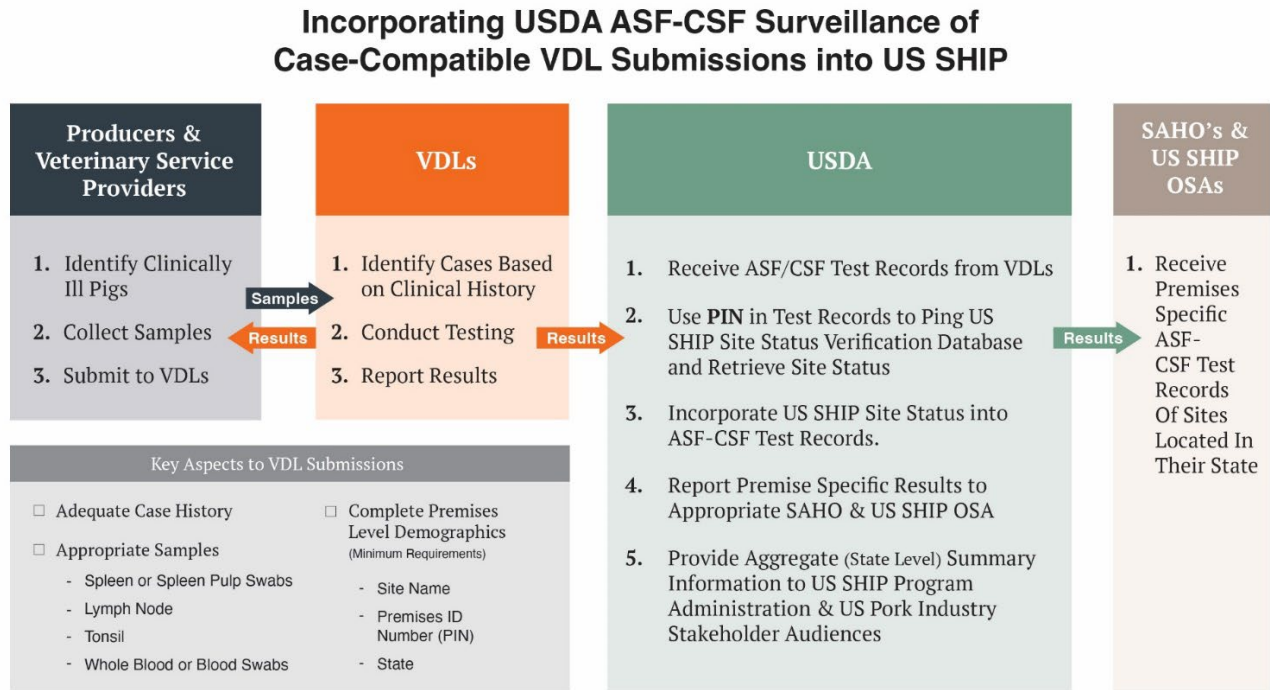 Incorporating USDA ASF-CSF Surveillance of
Case-Compatible VDL Submissions into US SHIP
Producers &
Veterinary Service
Providers
1. Identify Clinically
Ill Pigs
2. Collect Samples
3. Submit to VDLs
Samples
Results
VDLs
1. Identify Cases Based
on Clinical History
2. Conduct Testing
3. Report Results
Results
USDA
1. Receive ASF/CSF Test Records from VDLs
2. Use PIN in Test Records to Ping US
SHIP Site Status Verification Database
and Retrieve Site Status
3. Incorporate US SHIP Site Status into
ASF-CSF Test Records.
4. Report Premise Specific Results to
Appropriate SAHO & US SHIP OSA
5. Provide Aggregate (State Level) Summary
Information to US SHIP Program
Administration & US Pork Industry
Stakeholder Audiences
Results
SAHO's &
US SHIP
OSAs
1. Receive
Premises
Specific
ASF-
CSF Test
Records
Of Sites
Located In
Their State
Key Aspects to VDL Submissions
☐ Adequate Case History
☐ Appropriate Samples
- Spleen or Spleen Pulp Swabs
- Lymph Node
- Tonsil
- Whole Blood or Blood Swabs
☐ Complete Premises
Level Demographics
(Minimum Requirements)
- Site Name
- Premises ID
Number (PIN)
- State